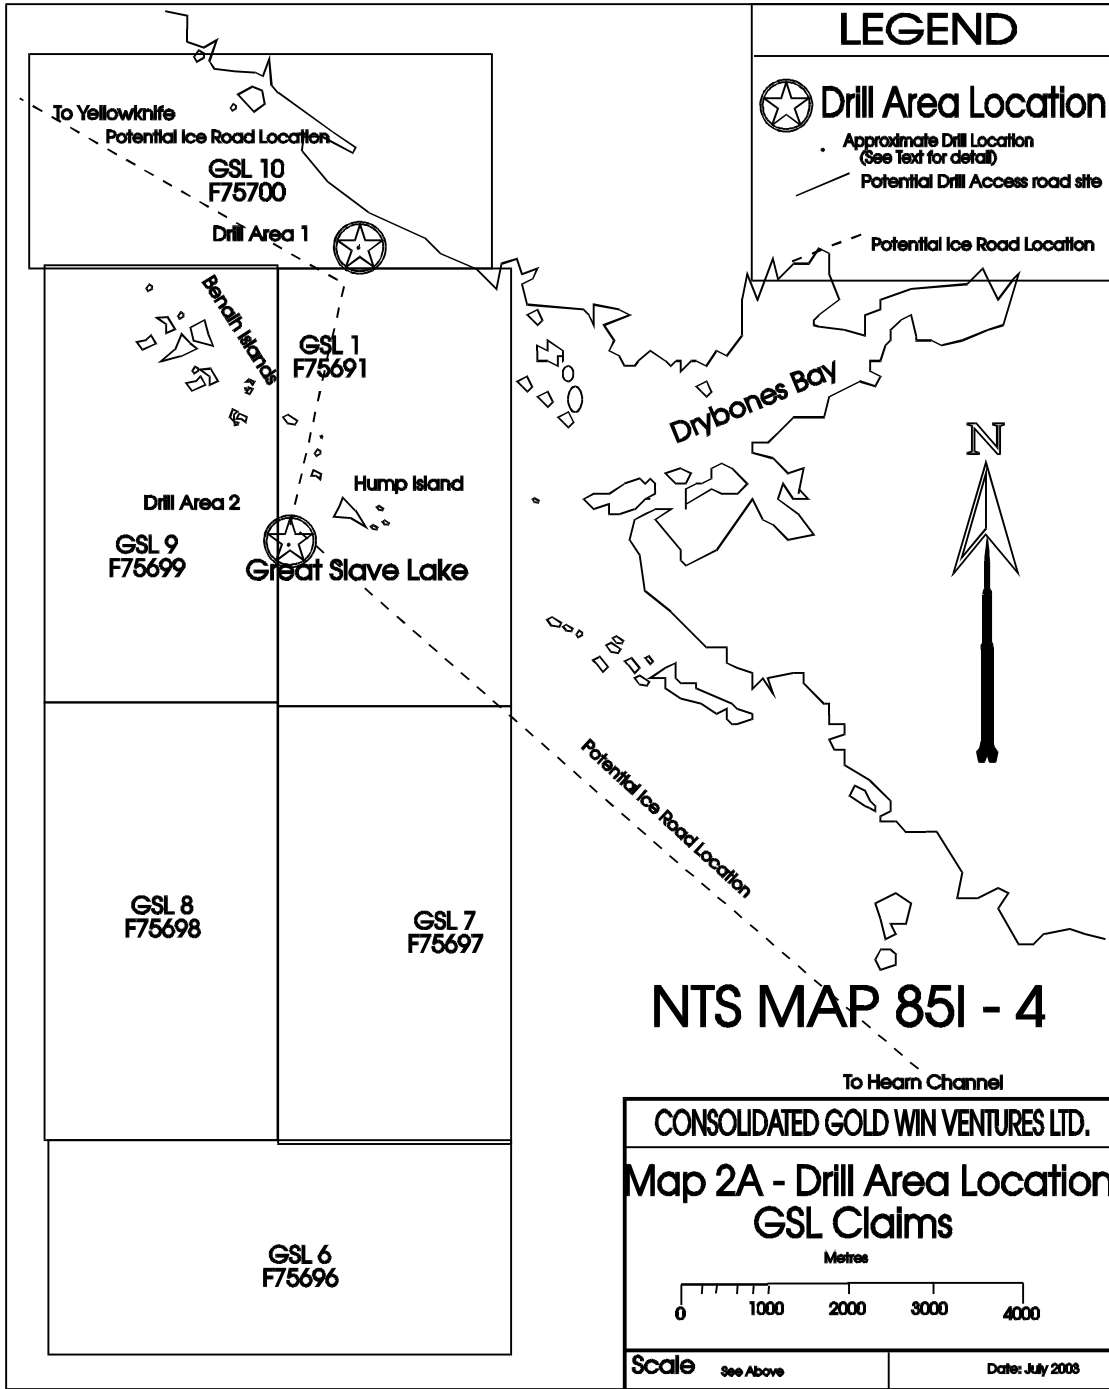 LEGEND
Drill Area Location
Approximate Drill Location
(See Text for detail)
Potential Drill Access road site
Potential Ice Road Location
To Yellowknife
Potential Ice Road Location
GSL 10
F75700
Drill Area 1
Benaih Islands
GSL 1
F75691
Drybones Bay
N
Hump Island
Drill Area 2
GSL 9
F75699
Great Slave Lake
Potential Ice Road Location
GSL 8
F75698
GSL 7
F75697
NTS MAP 85I - 4
To Hearn Channel
CONSOLIDATED GOLD WIN VENTURES LTD.
Map 2A - Drill Area Location
GSL Claims
Metres
0 1000 2000 3000 4000
GSL 6
F75696
Scale See Above Date: July 2003